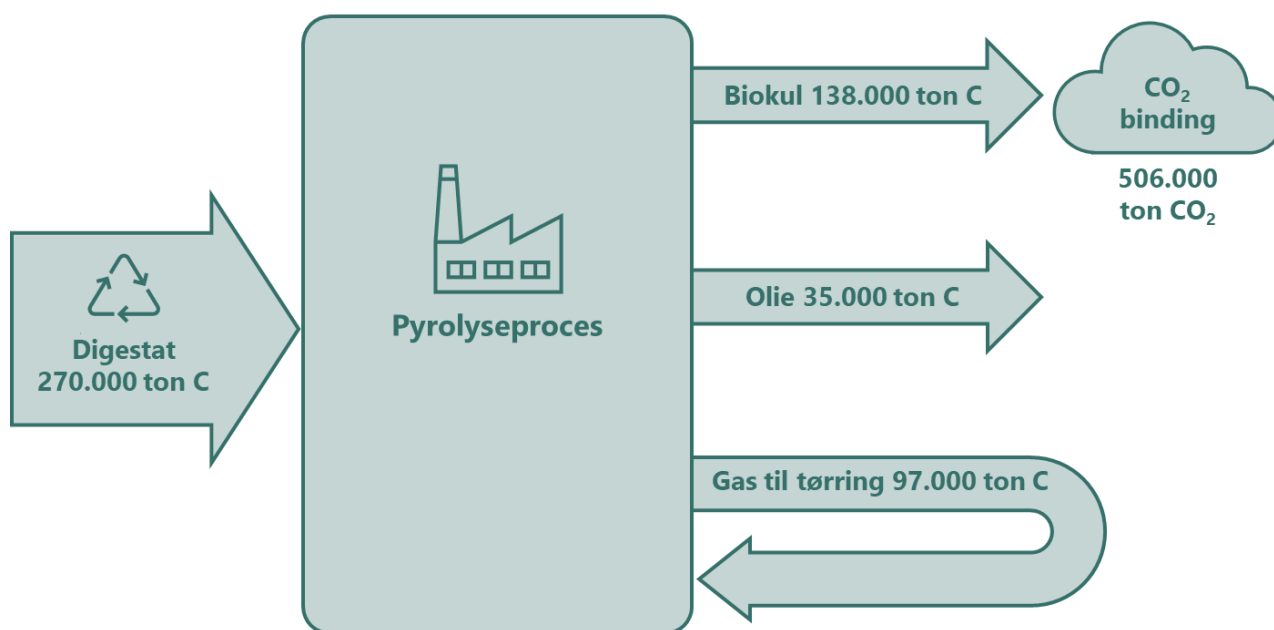 Digestat
270.000 ton C
Pyrolyseproces
Biokul 138.000 ton C
CO₂
binding
506.000
ton CO₂
Olie 35.000 ton C
Gas til tørring 97.000 ton C